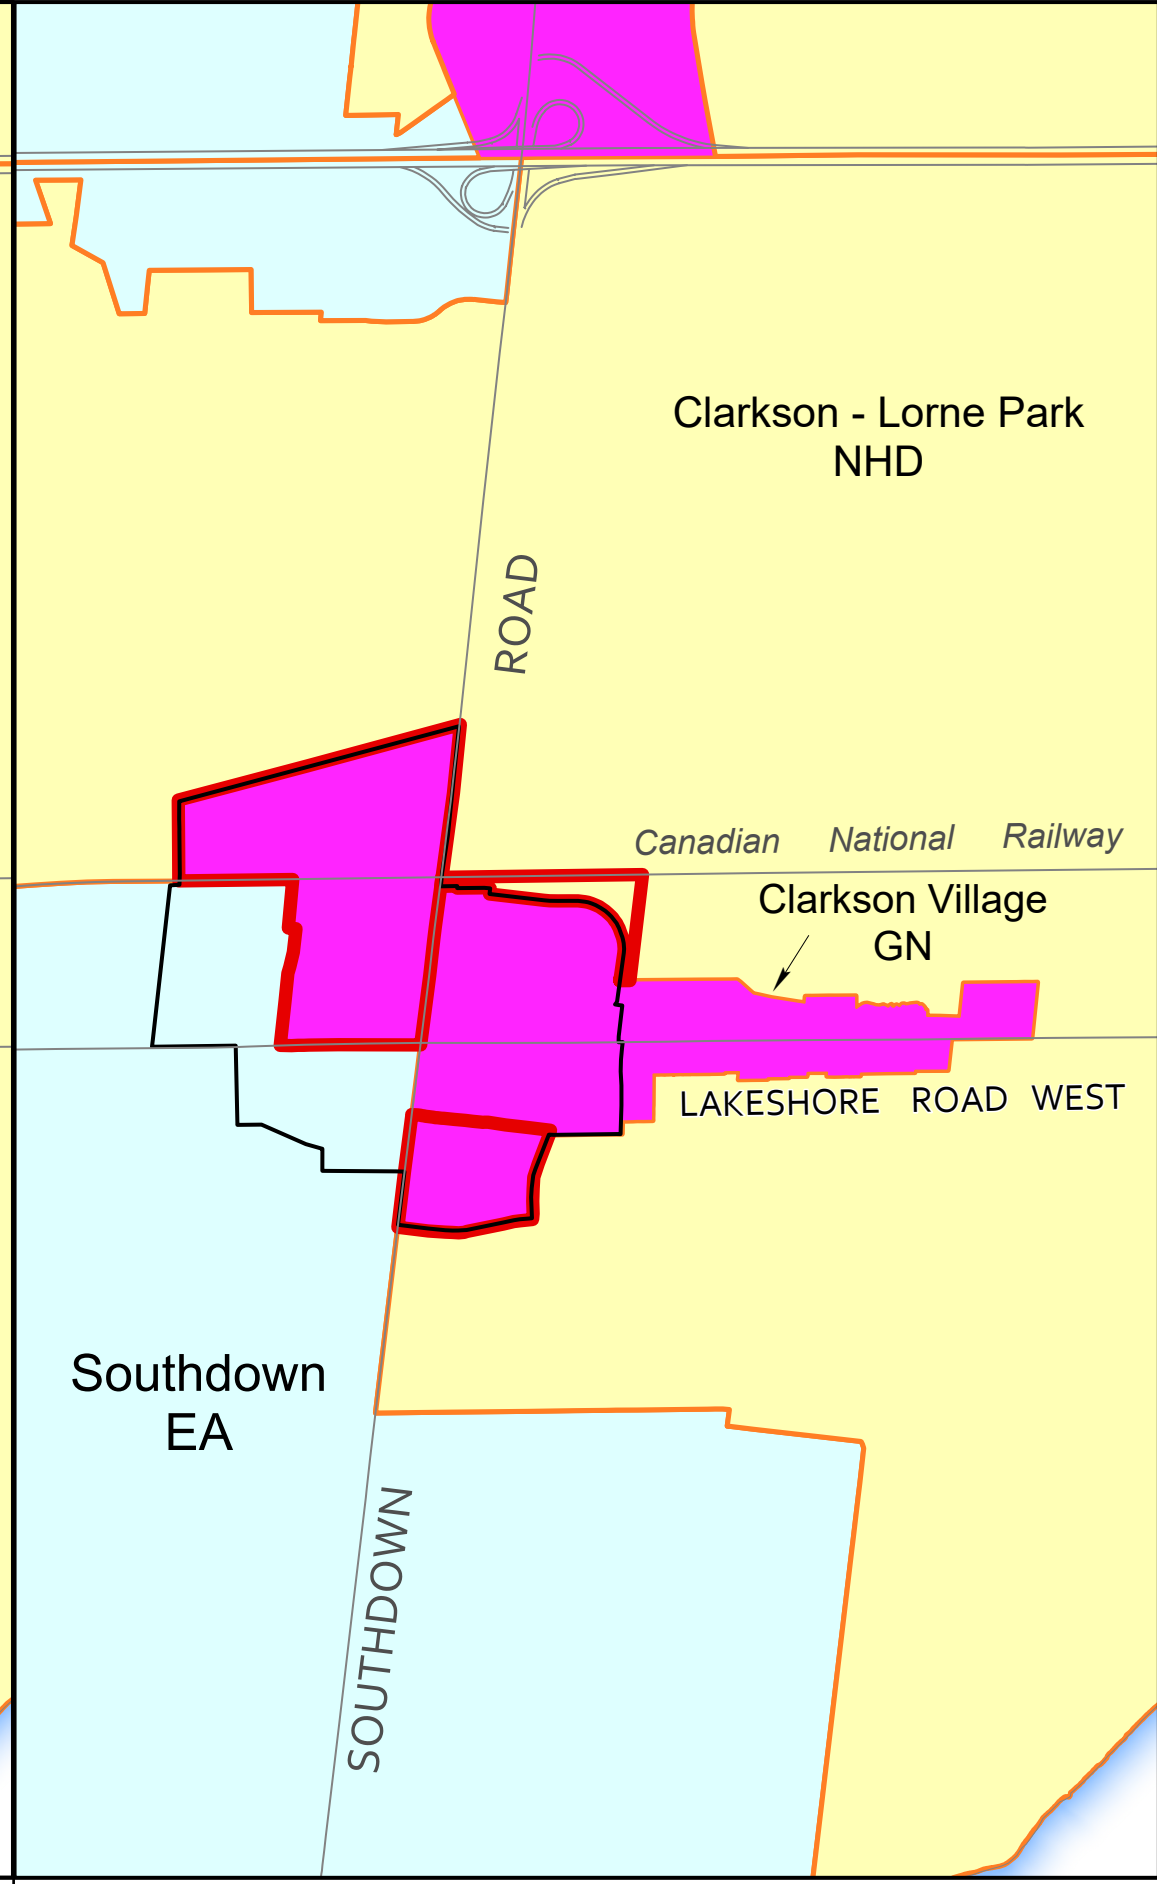 Clarkson - Lorne Park
NHD
ROAD
Canadian National Railway
Clarkson Village
GN
LAKESHORE ROAD WEST
Southdown
EA
SOUTHDOWN